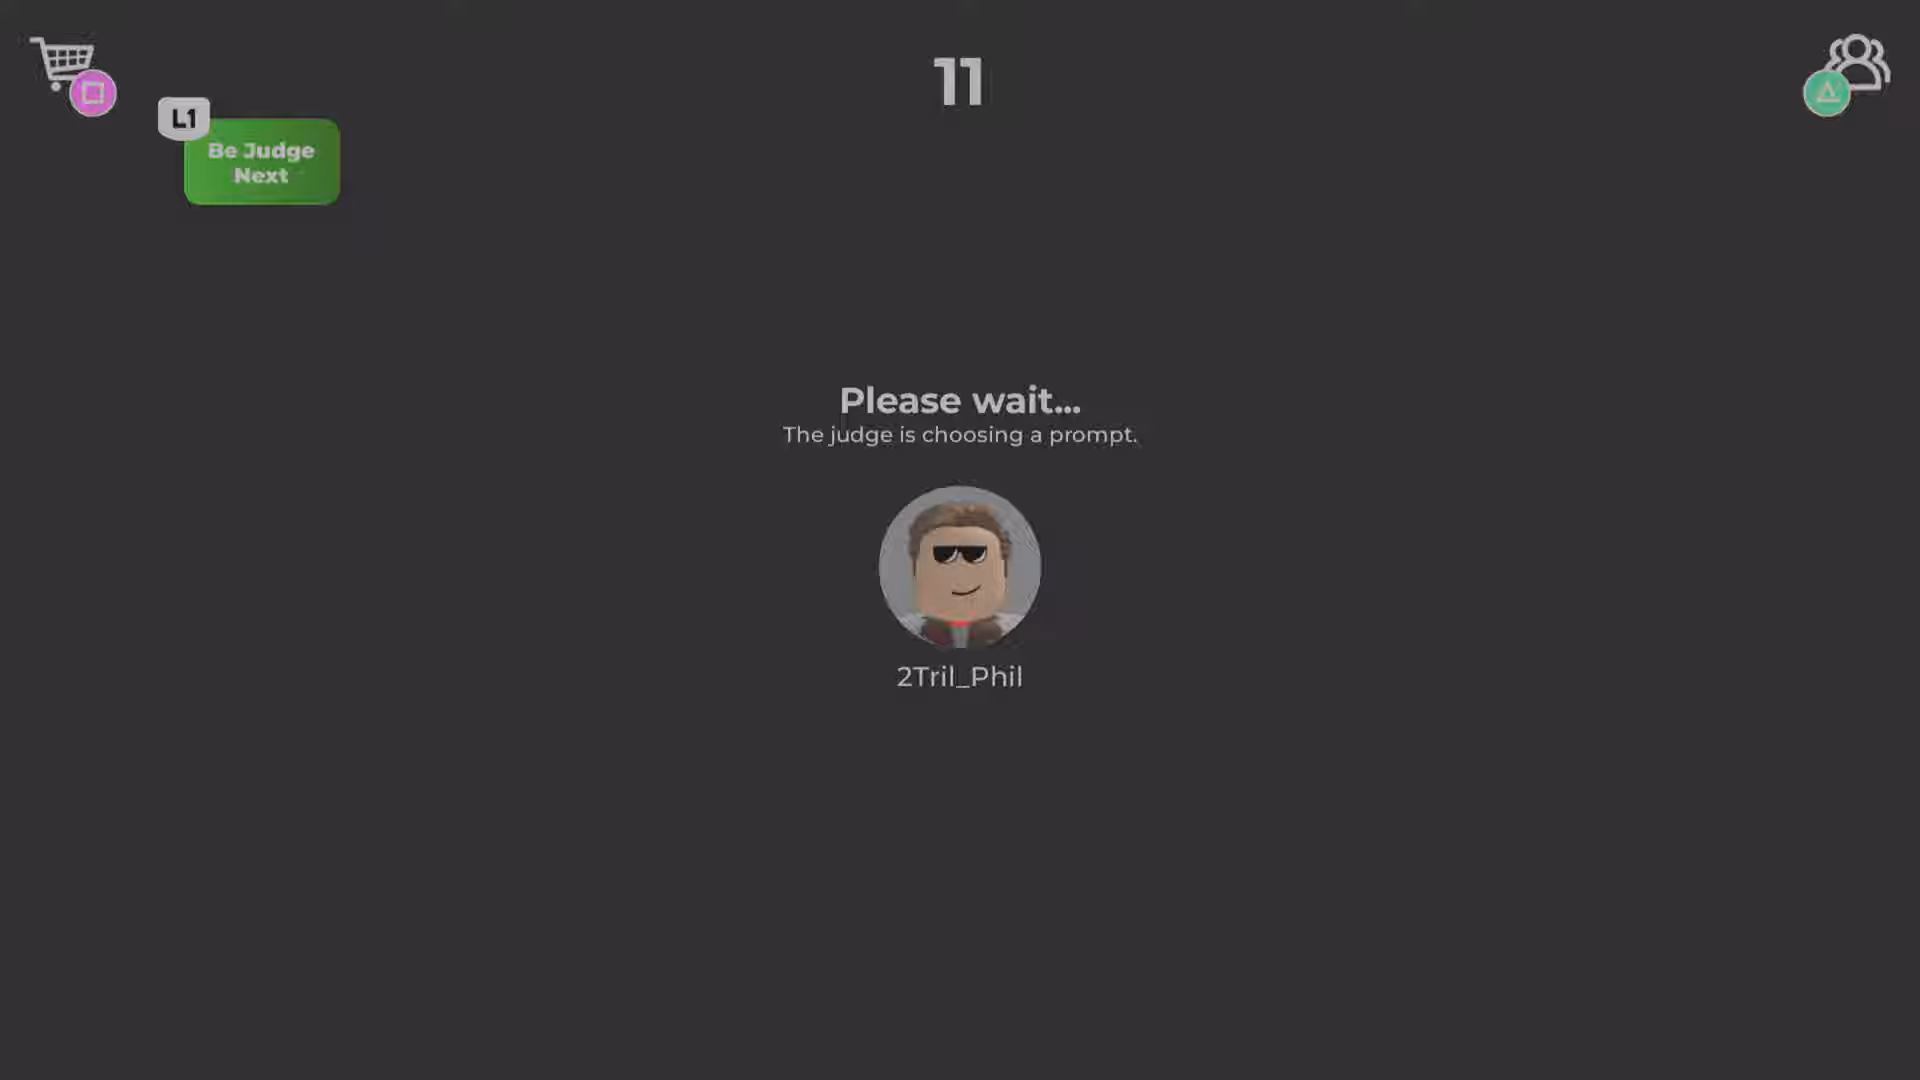 11
L1
Be Judge
Next
Please wait...
The judge is choosing a prompt.
2Tril_Phil